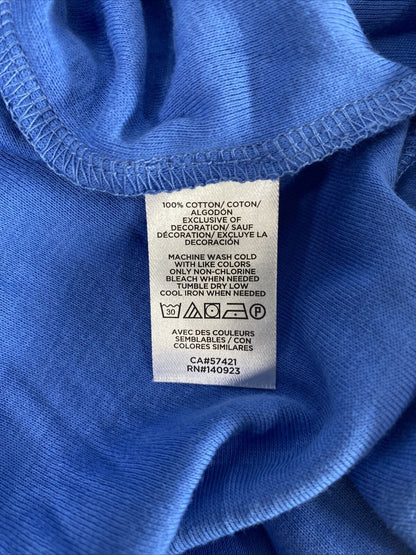 100% COTTON/ COTON/
ALGODÓN
EXCLUSIVE OF
DECORATION/ SAUF
DÉCORATION/ EXCLUYE LA
DECORACIÓN
MACHINE WASH COLD
WITH LIKE COLORS
ONLY NON-CHLORINE
BLEACH WHEN NEEDED
TUMBLE DRY LOW
COOL IRON WHEN NEEDED
30 P
AVEC DES COULEURS
SEMBLABLES / CON
COLORES SIMILARES
CA#57421
RN#140923